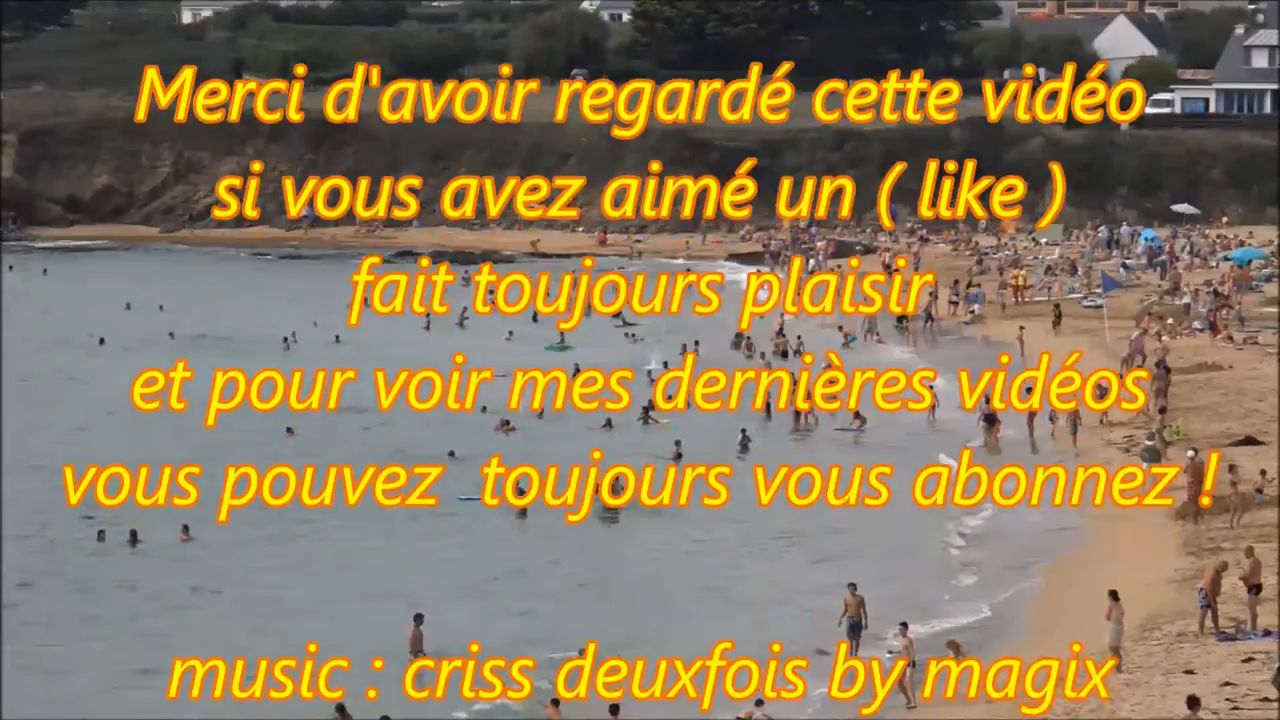 Merci d'avoir regardé cette vidéo
si vous avez aimé un ( like )
fait toujours plaisir
et pour voir mes dernières vidéos
vous pouvez  toujours vous abonnez !
music : criss deuxfois by magix